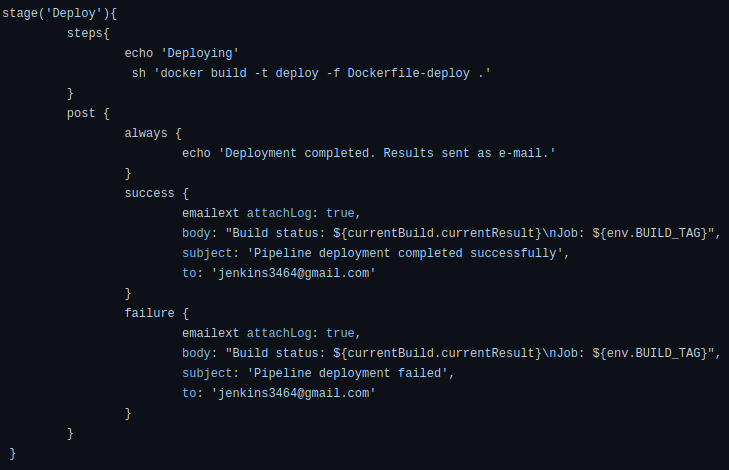 stage('Deploy'){
steps{
echo 'Deploying'
sh 'docker build -t deploy -f Dockerfile-deploy .'
}
post {
always {
echo 'Deployment completed. Results sent as e-mail.'
}
success {
emailext attachLog: true,
body: "Build status: ${currentBuild.currentResult}\nJob: ${env.BUILD_TAG}",
subject: 'Pipeline deployment completed successfully',
to: 'jenkins3464@gmail.com'
}
failure {
emailext attachLog: true,
body: "Build status: ${currentBuild.currentResult}\nJob: ${env.BUILD_TAG}",
subject: 'Pipeline deployment failed',
to: 'jenkins3464@gmail.com'
}
}
}